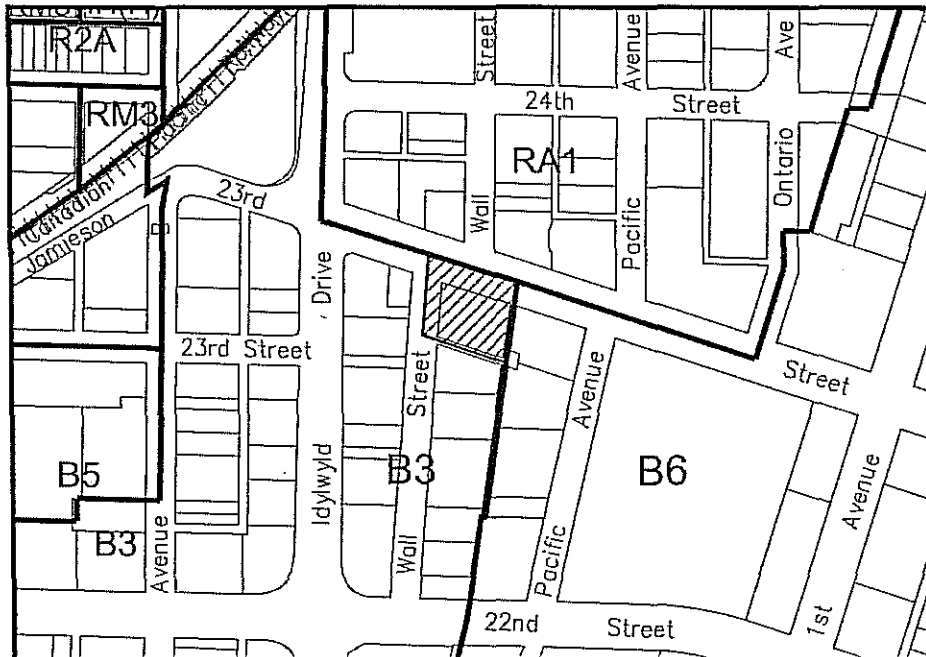 R2A
RM3
Canadian Pacific
Jamieson
23rd
Street
24th
Street
Avenue
Ave
RA1
Wall
Pacific
Ontario
Drive
23rd Street
Street
Avenue
Street
Idylwyld
B3
B6
B5
B3
Avenue
Wall
Pacific
Avenue
1st
22nd
Street